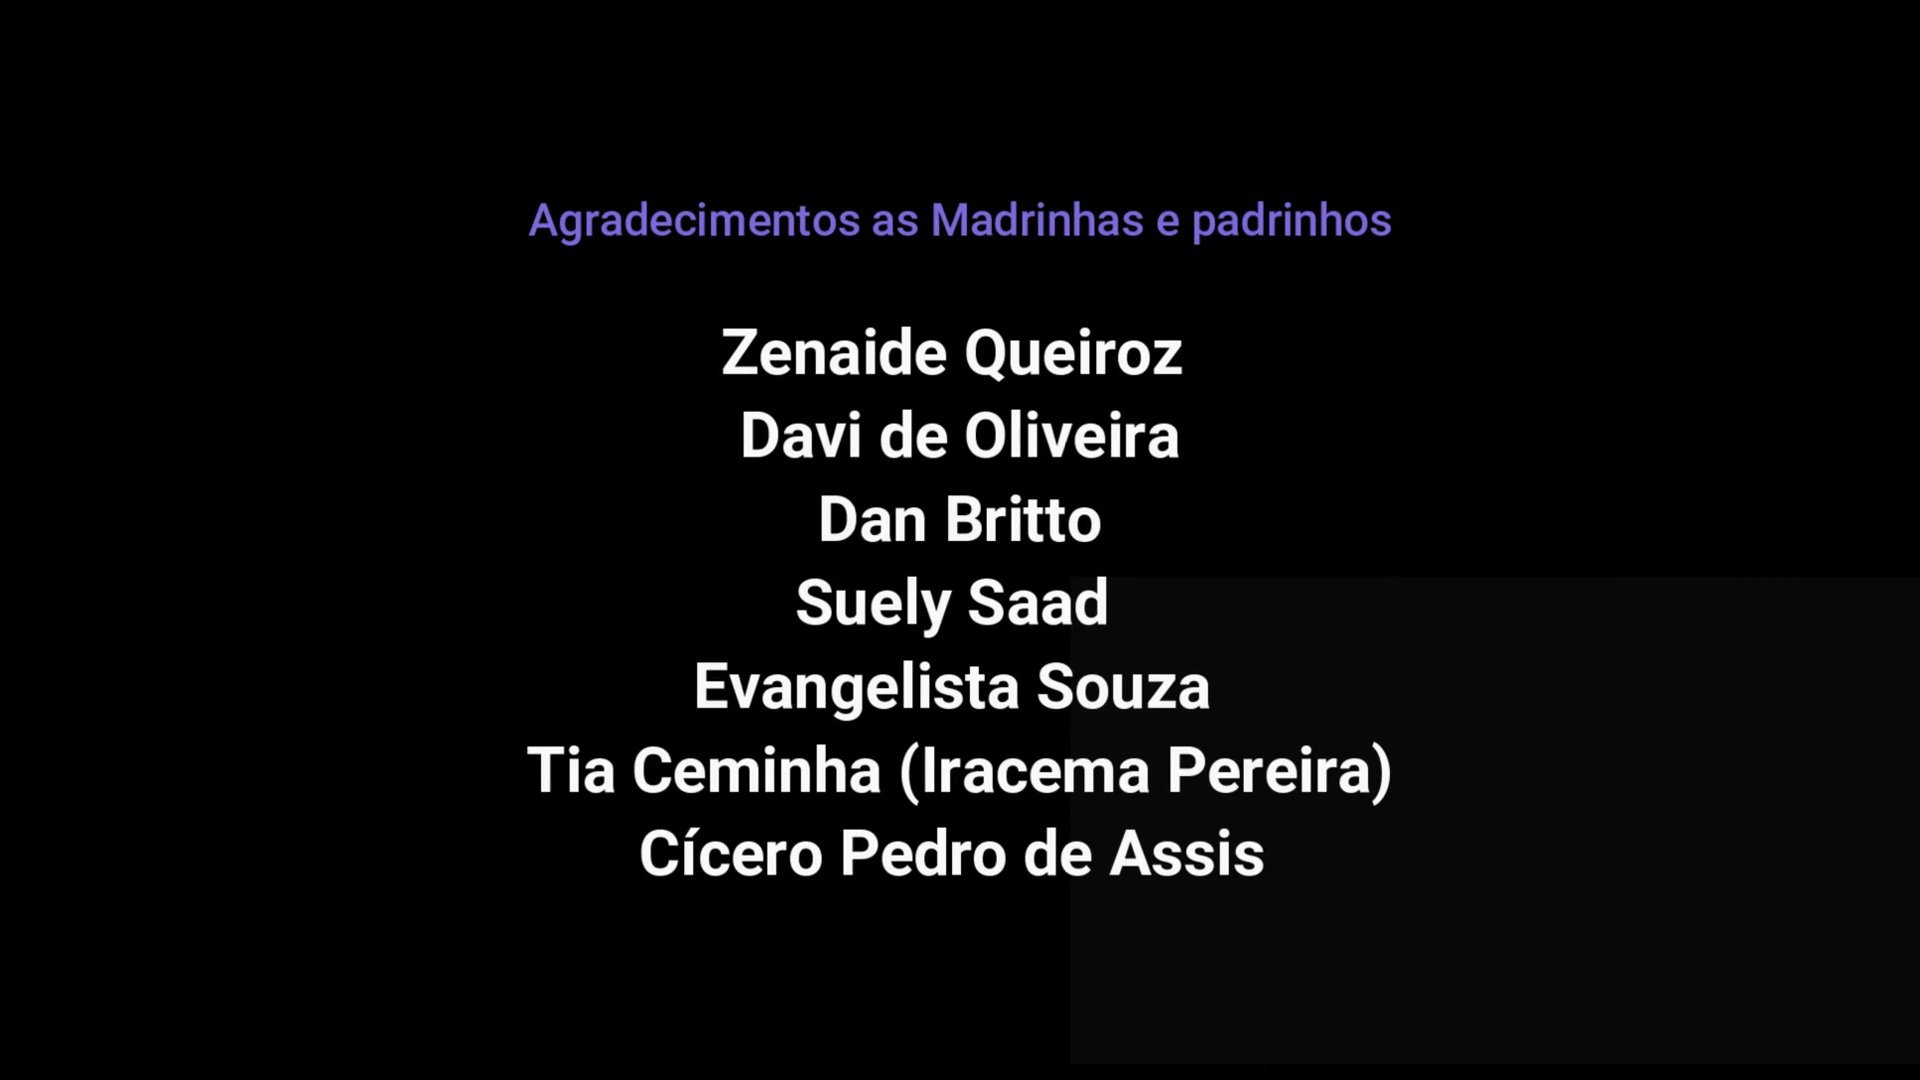 Agradecimentos as Madrinhas e padrinhos
Zenaide Queiroz
Davi de Oliveira
Dan Britto
Suely Saad
Evangelista Souza
Tia Ceminha (Iracema Pereira)
Cícero Pedro de Assis